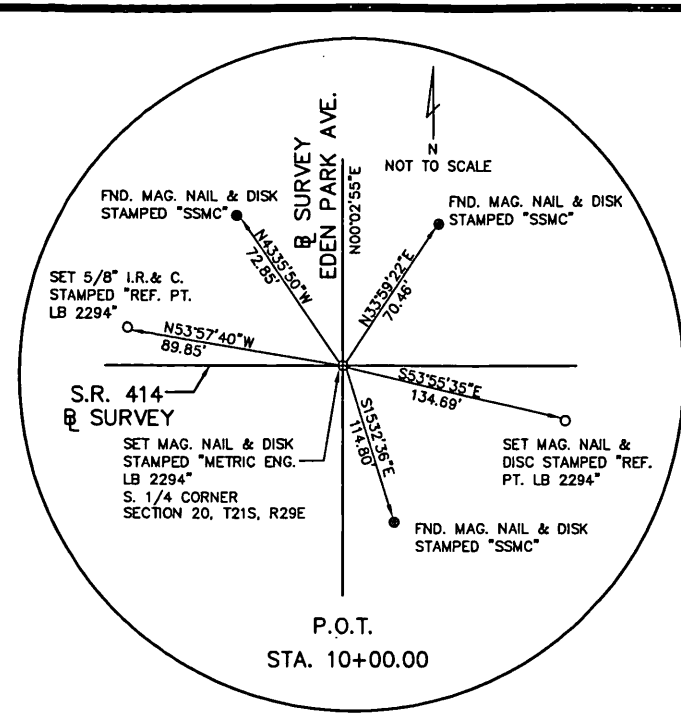 ℄ SURVEY
EDEN PARK AVE.
N00°02'55"E
N
NOT TO SCALE
FND. MAG. NAIL & DISK
STAMPED "SSMC"
N43°35'50"W
72.85'
FND. MAG. NAIL & DISK
STAMPED "SSMC"
N33°59'22"E
70.46'
SET 5/8" I.R.& C.
STAMPED "REF. PT.
LB 2294"
N53°57'40"W
89.85'
S.R. 414
℄ SURVEY
S53°55'35"E
134.69'
SET MAG. NAIL & DISK
STAMPED "METRIC ENG.
LB 2294"
S. 1/4 CORNER
SECTION 20, T21S, R29E
S15°32'36"E
114.80'
SET MAG. NAIL &
DISC STAMPED "REF.
PT. LB 2294"
FND. MAG. NAIL & DISK
STAMPED "SSMC"
P.O.T.
STA. 10+00.00